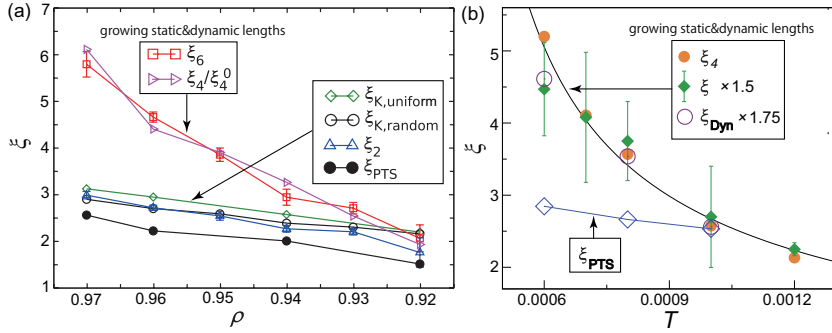 (a)
growing static&dynamic lengths
ξ6
ξ4/ξ4^0
ξK,uniform
ξK,random
ξ2
ξPTS
7
6
5
4
3
2
1
0
ξ
0.97 0.96 0.95 0.94 0.93 0.92
ρ
(b)
growing static&dynamic lengths
ξ4
ξ ×1.5
ξDyn ×1.75
ξPTS
5
4
3
2
ξ
0.0006 0.0009 0.0012
T